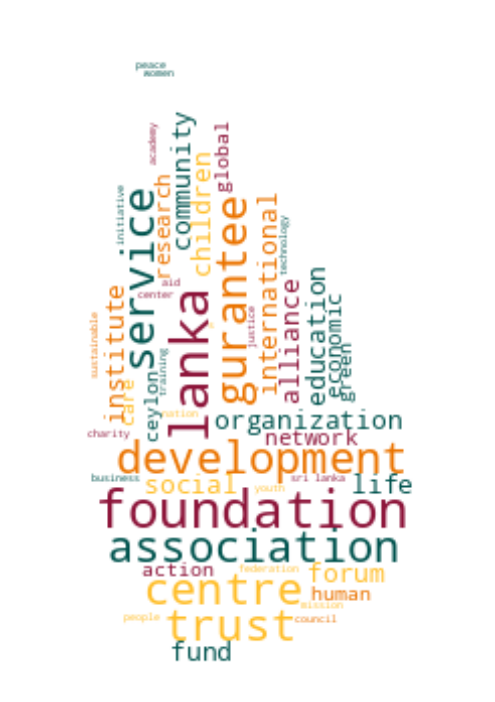 peace
women
community
global
academy
children
research
initiative
service
gurantee
international
technology
aid
center
lanka
education
alliance
economic
institute
justice
sustainable
green
training
care
ceylon
nation
organization
charity
network
development
business
sri lanka
social
youth
life
foundation
association
action
federation
forum
centre
human
mission
people
trust
council
fund